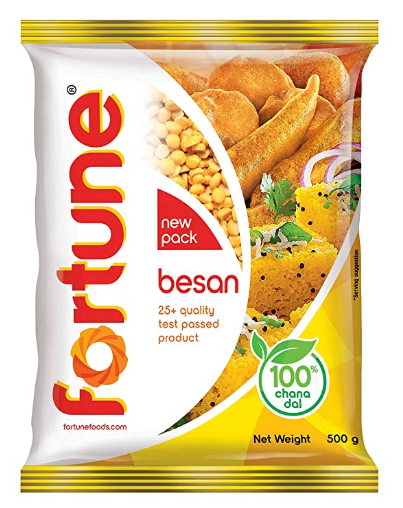 fortune®
new
pack
besan
25+ quality
test passed
product
*Serving suggestion
100%
chana
dal
fortunefoods.com
Net Weight 500 g